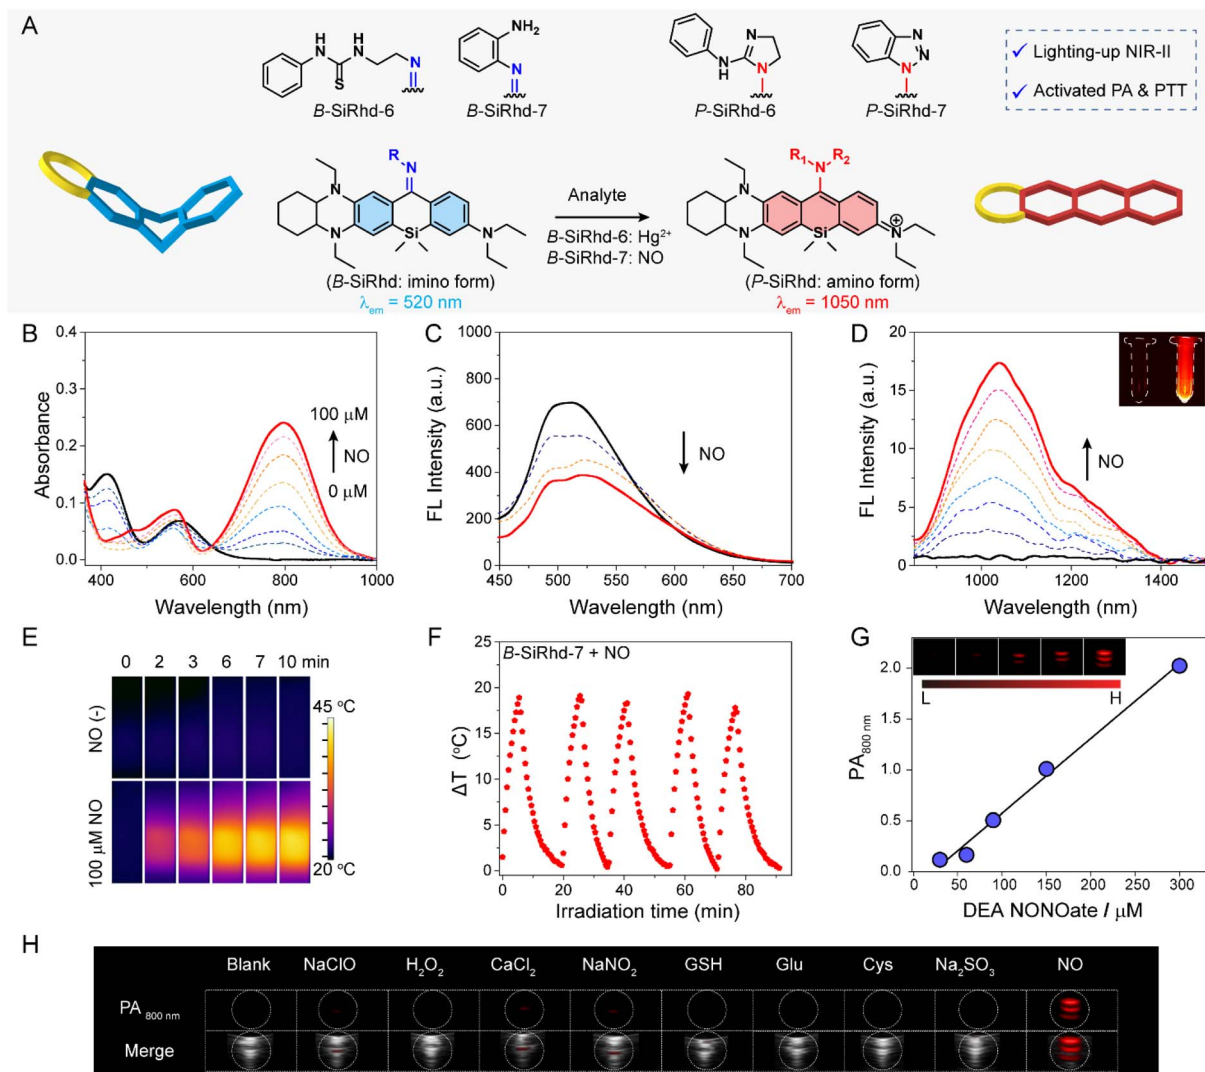 A
NH₂
H
N
H
N
N
S
B-SiRhd-6
N
B-SiRhd-7
N
N
H
N
P-SiRhd-6
N
N
N
P-SiRhd-7
✓ Lighting-up NIR-II
✓ Activated PA & PTT
R
N
N
N
Si
N
Analyte
B-SiRhd-6: Hg²⁺
B-SiRhd-7: NO
R₁ R₂
N
N
N
Si
N
⊕
(B-SiRhd: imino form)
λem = 520 nm
(P-SiRhd: amino form)
λem = 1050 nm
B
Absorbance
0.4
0.3
0.2
0.1
0.0
100 μM
NO
0 μM
400 600 800 1000
Wavelength (nm)
C
FL Intensity (a.u.)
1000
800
600
400
200
0
NO
450 500 550 600 650 700
Wavelength (nm)
D
FL Intensity (a.u.)
20
15
10
5
0
NO
1000 1200 1400
Wavelength (nm)
E
0 2 3 6 7 10 min
NO (-)
100 μM NO
45 ºC
20 ºC
F
B-SiRhd-7 + NO
ΔT (ºC)
25
20
15
10
5
0
0 20 40 60 80
Irradiation time (min)
G
L H
PA800 nm
2.0
1.5
1.0
0.5
0.0
0 50 100 150 200 250 300
DEA NONOate / μM
H
Blank NaClO H₂O₂ CaCl₂ NaNO₂ GSH Glu Cys Na₂SO₃ NO
PA 800 nm
Merge